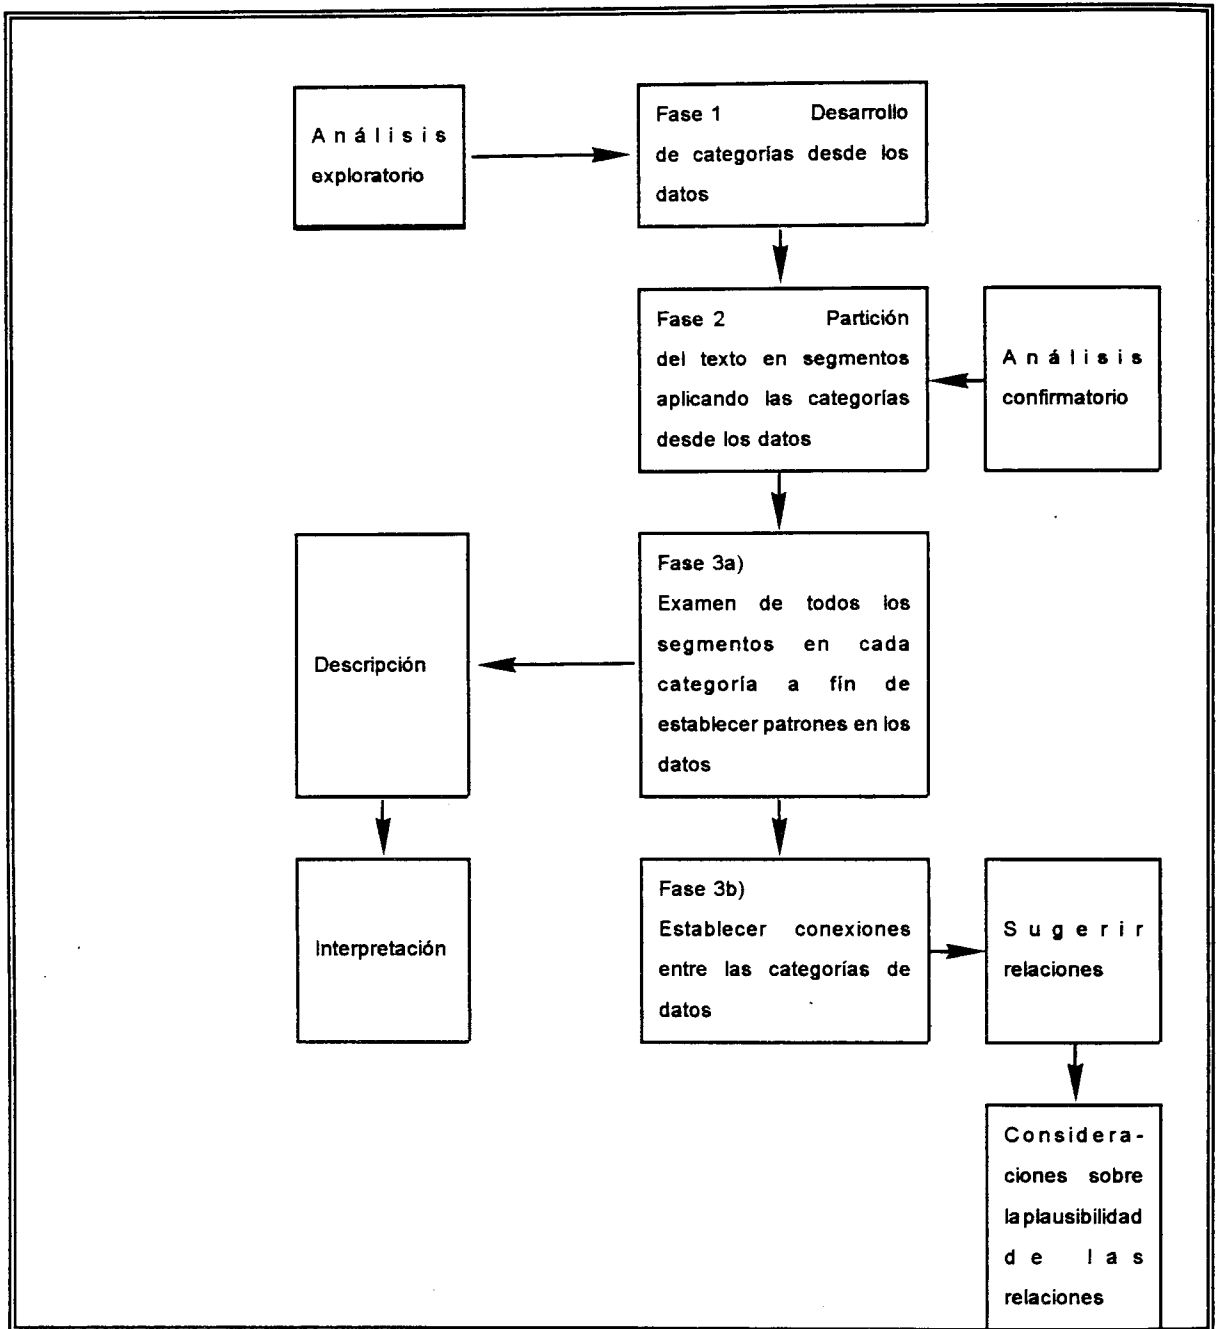 Análisis
exploratorio
Fase 1 Desarrollo
de categorías desde los
datos
Fase 2 Partición
del texto en segmentos
aplicando las categorías
desde los datos
Análisis
confirmatorio
Fase 3a)
Examen de todos los
segmentos en cada
categoría a fín de
establecer patrones en los
datos
Descripción
Interpretación
Fase 3b)
Establecer conexiones
entre las categorías de
datos
Sugerir
relaciones
Considera-
ciones sobre
la plausibilidad
de las
relaciones